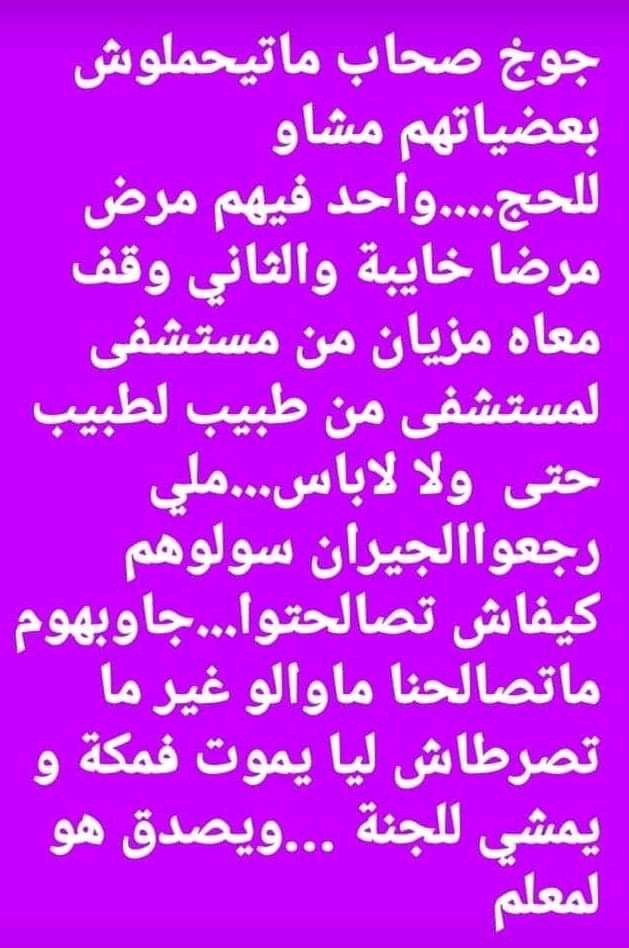 جوخ صحاب ماتيحملوش
بعضياتهم مشاو
للحج....واحد فيهم مرض
مرضا خايبة والثاني وقف
معاه مزيان من مستشفى
لمستشفى من طبيب لطبيب
حتى ولا لاباس...ملي
رجعواالجيران سولوهم
كيفاش تصالحتوا...جاوبهوم
ماتصالحنا ماوالو غير ما
تصرطاش ليا يموت فمكة و
يمشي للجنة ...ويصدق هو
لمعلم